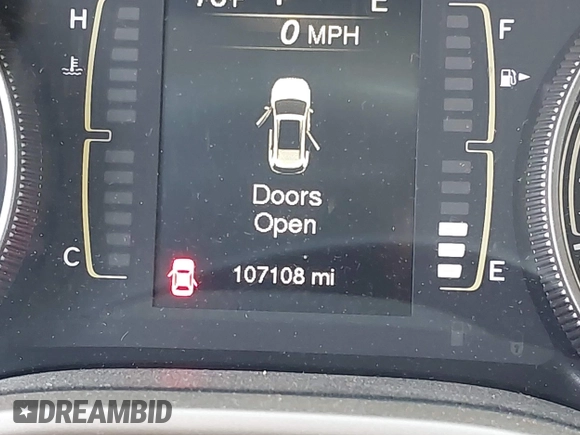 E
H
0 MPH
F
Doors
Open
C
107108 mi
E
DREAMBID